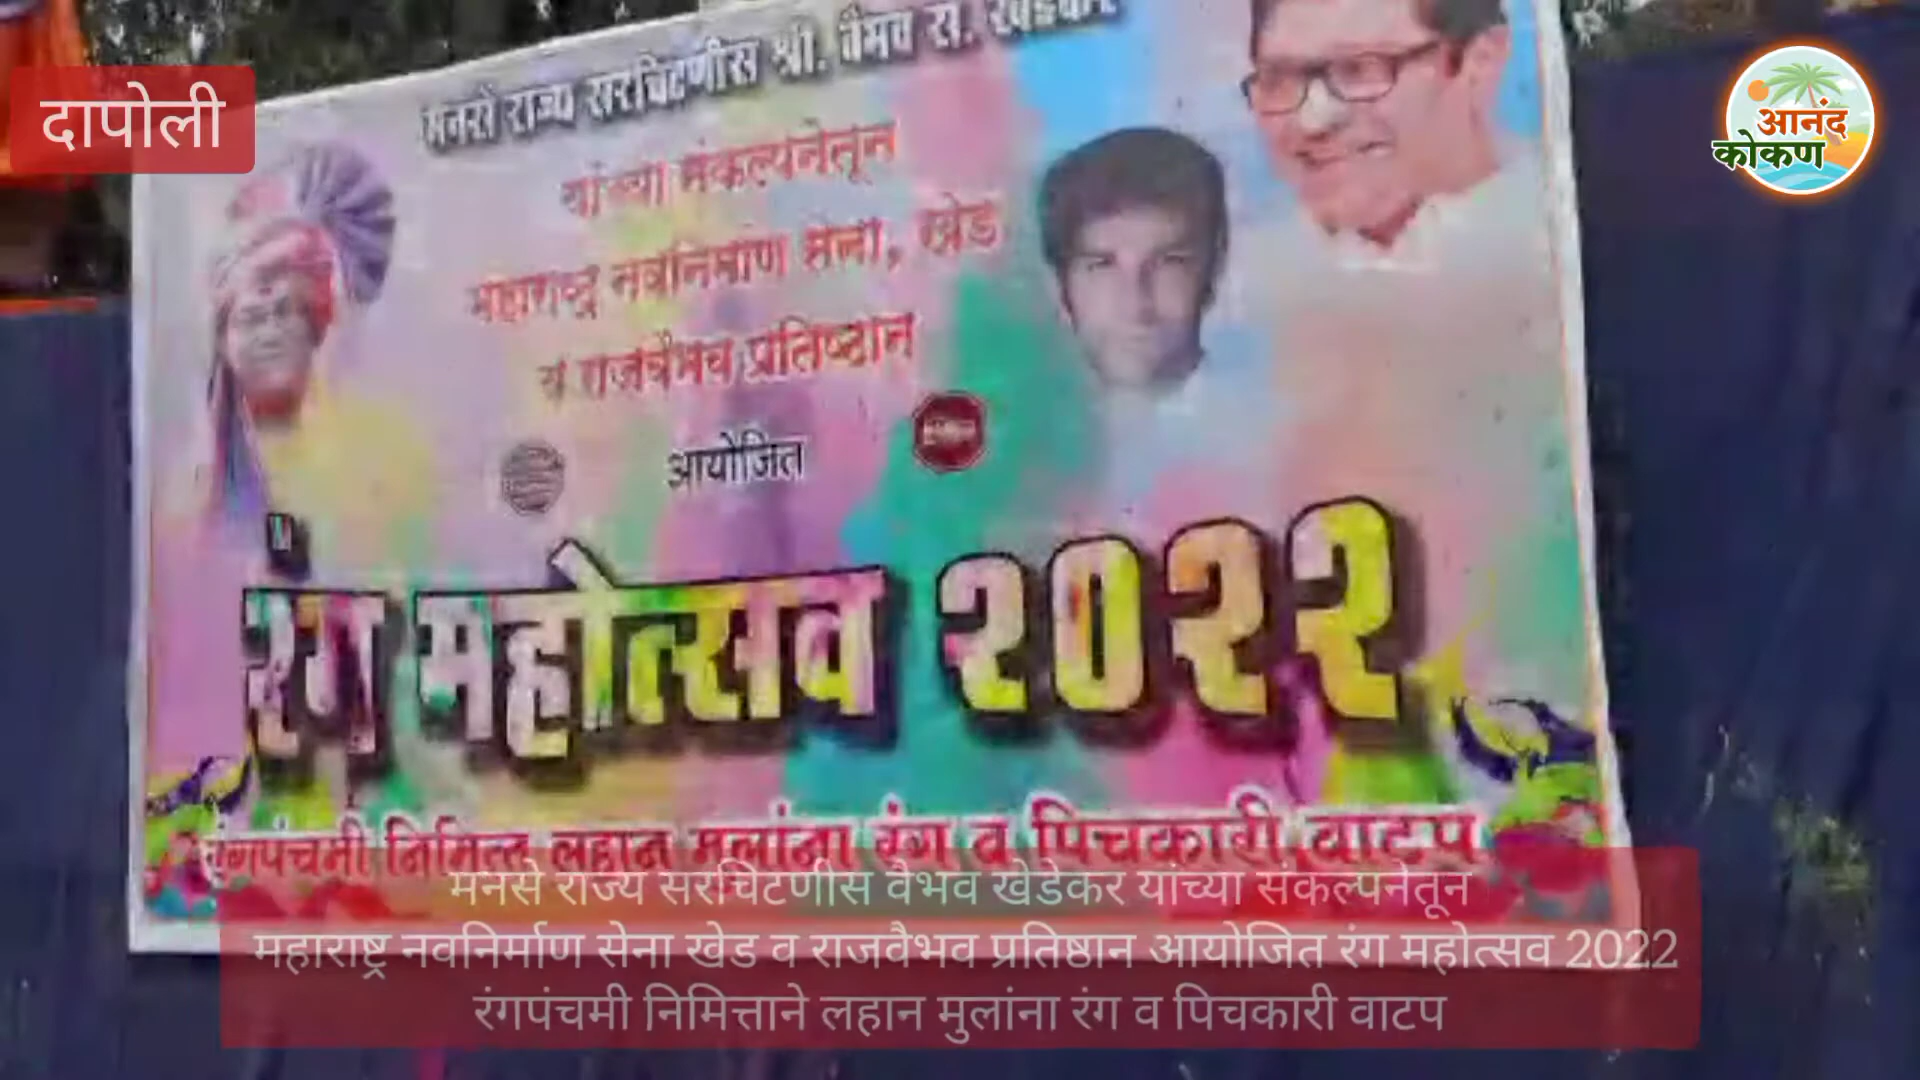 दापोली
आनंद
कोकण
मनसे राज्य सरचिटणीस श्री. वैभव स. खेडेकर
यांच्या संकल्पनेतून
महाराष्ट्र नवनिर्माण सेना, खेड
व राजवैभव प्रतिष्ठान
आयोजित
रंग महोत्सव २०२२
रंगपंचमी निमित्त लहान मुलांना रंग व पिचकारी वाटप
मनसे राज्य सरचिटणीस वैभव खेडेकर यांच्या संकल्पनेतून
महाराष्ट्र नवनिर्माण सेना खेड व राजवैभव प्रतिष्ठान आयोजित रंग महोत्सव 2022
रंगपंचमी निमित्ताने लहान मुलांना रंग व पिचकारी वाटप